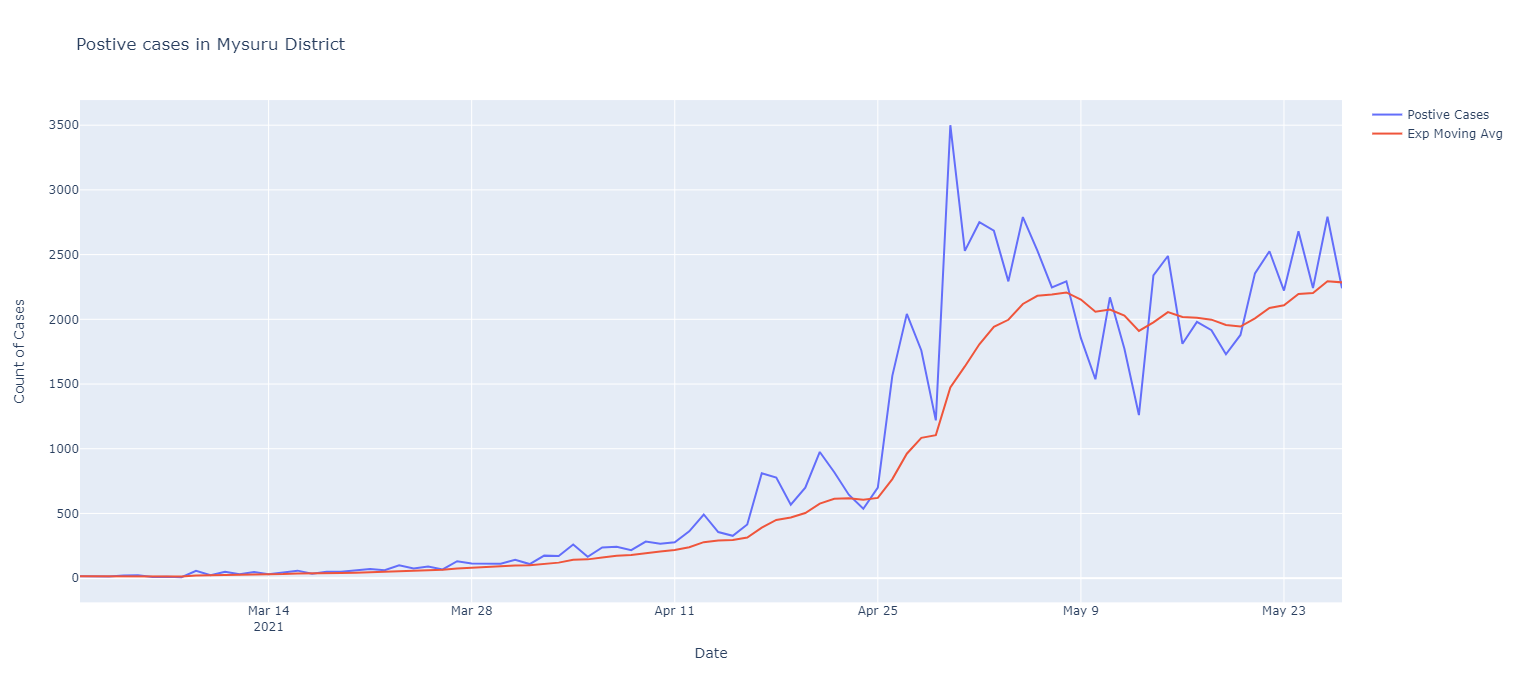 Postive cases in Mysuru District
Postive Cases
Exp Moving Avg
3500
3000
2500
2000
1500
1000
500
0
Count of Cases
Mar 14
2021
Mar 28
Apr 11
Apr 25
May 9
May 23
Date